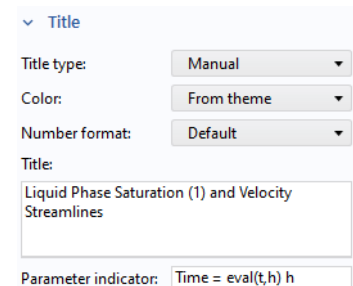 Title
Title type: Manual
Color: From theme
Number format: Default
Title:
Liquid Phase Saturation (1) and Velocity
Streamlines
Parameter indicator: Time = eval(t,h) h